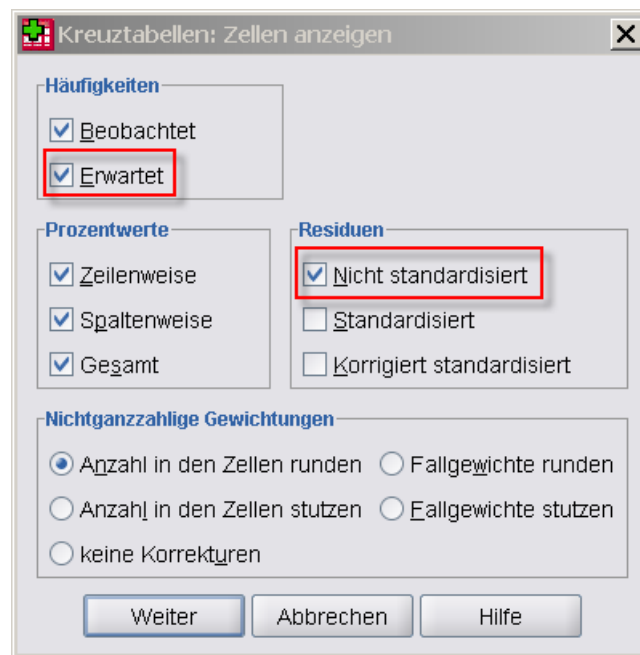 Kreuztabellen: Zellen anzeigen
Häufigkeiten
Beobachtet
Erwartet
Prozentwerte
Zeilenweise
Spaltenweise
Gesamt
Residuen
Nicht standardisiert
Standardisiert
Korrigiert standardisiert
Nichtganzzahlige Gewichtungen
Anzahl in den Zellen runden
Fallgewichte runden
Anzahl in den Zellen stutzen
Fallgewichte stutzen
keine Korrekturen
Weiter
Abbrechen
Hilfe